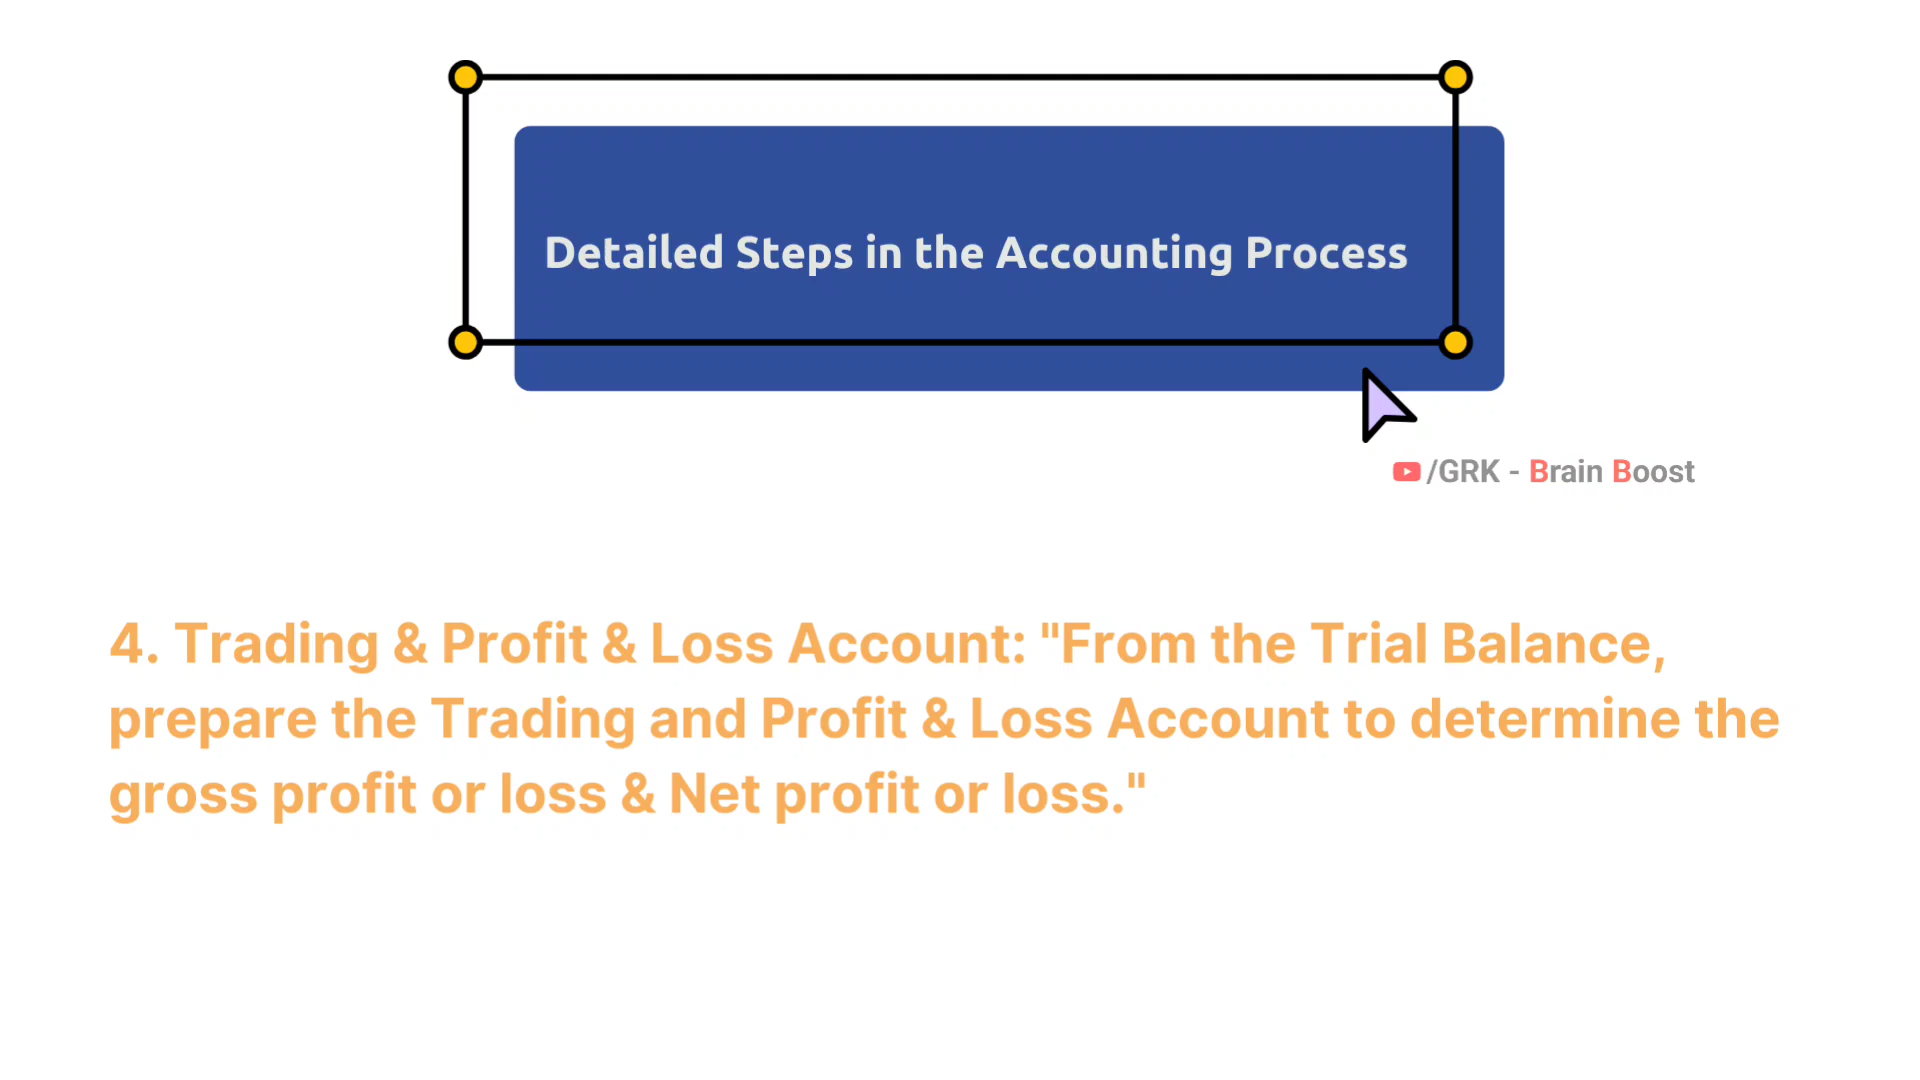 Detailed Steps in the Accounting Process
/GRK - Brain Boost
4. Trading & Profit & Loss Account: "From the Trial Balance,
prepare the Trading and Profit & Loss Account to determine the
gross profit or loss & Net profit or loss."